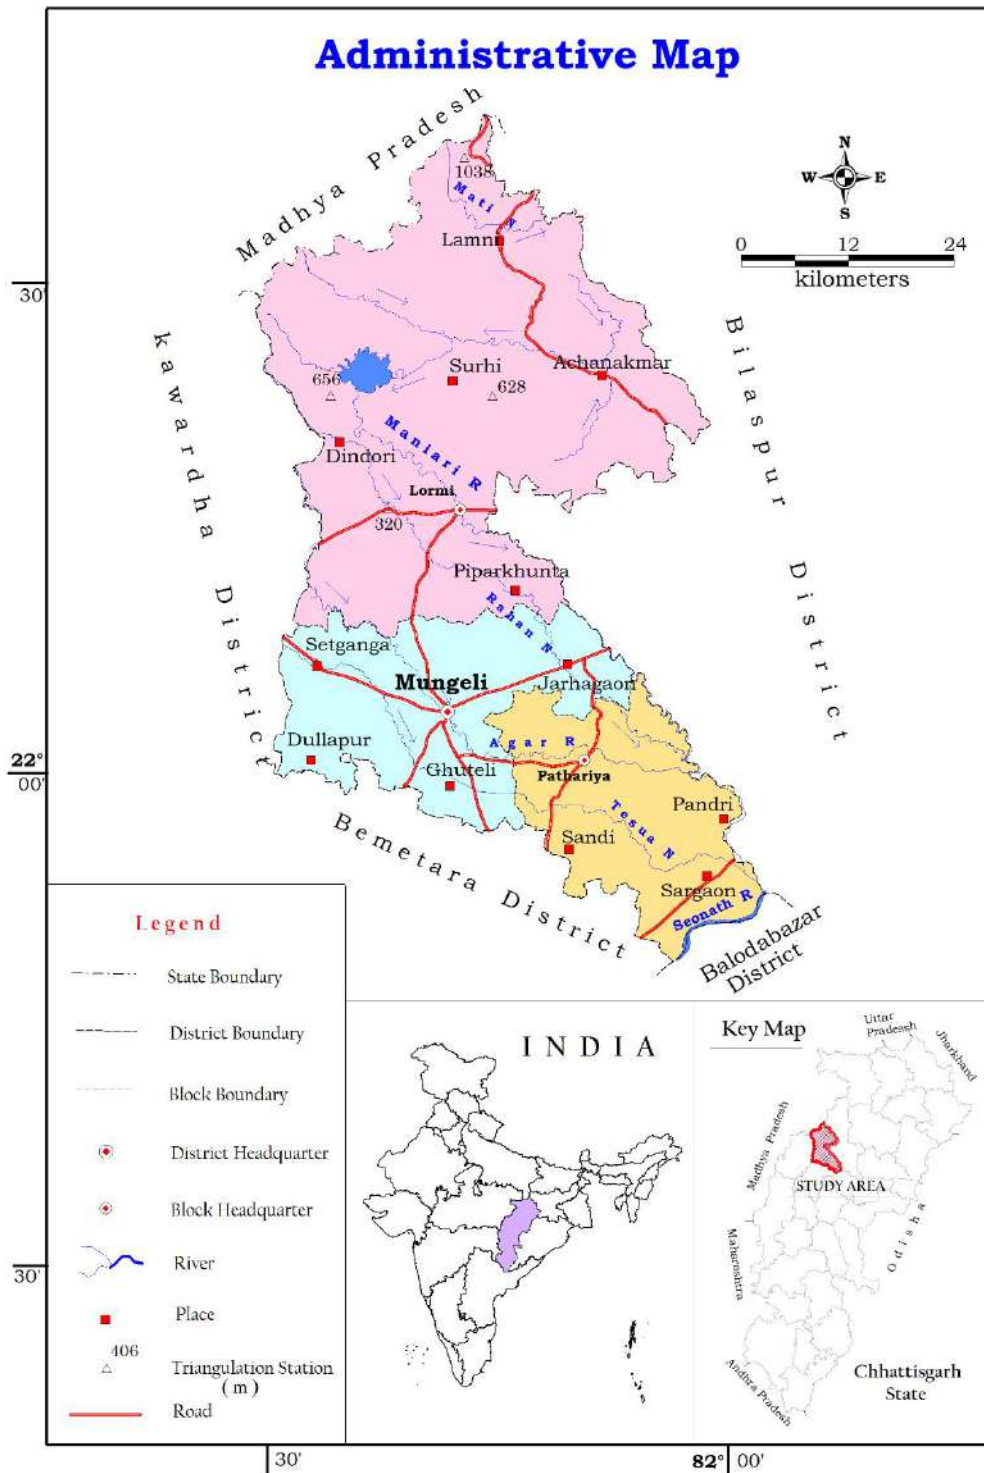 Administrative Map
Madhya Pradesh
N
W E
S
0 12 24
kilometers
1038
Mati N
Lamni
30'
kawardha District
Bilaspur District
Surhi
Achanakmar
656
628
Maniari R
Dindori
Lormi
320
Piparkhunta
Rahan N
Setganga
Mungeli
Jarhagaon
Dullapur
Agar R
22°
00'
Ghuteli
Pathariya
Pandri
Tesua N
Sandi
Bemetara District
Sargaon
Seonath R
Balodabazar
District
Legend
State Boundary
District Boundary
Block Boundary
District Headquarter
Block Headquarter
River
Place
406
Triangulation Station
( m )
Road
30'
INDIA
Key Map
Uttar
Pradesh
Jharkhand
Madhya Pradesh
STUDY AREA
Odisha
Maharashtra
Andhra Pradesh
Chhattisgarh
State
30'
82° 00'